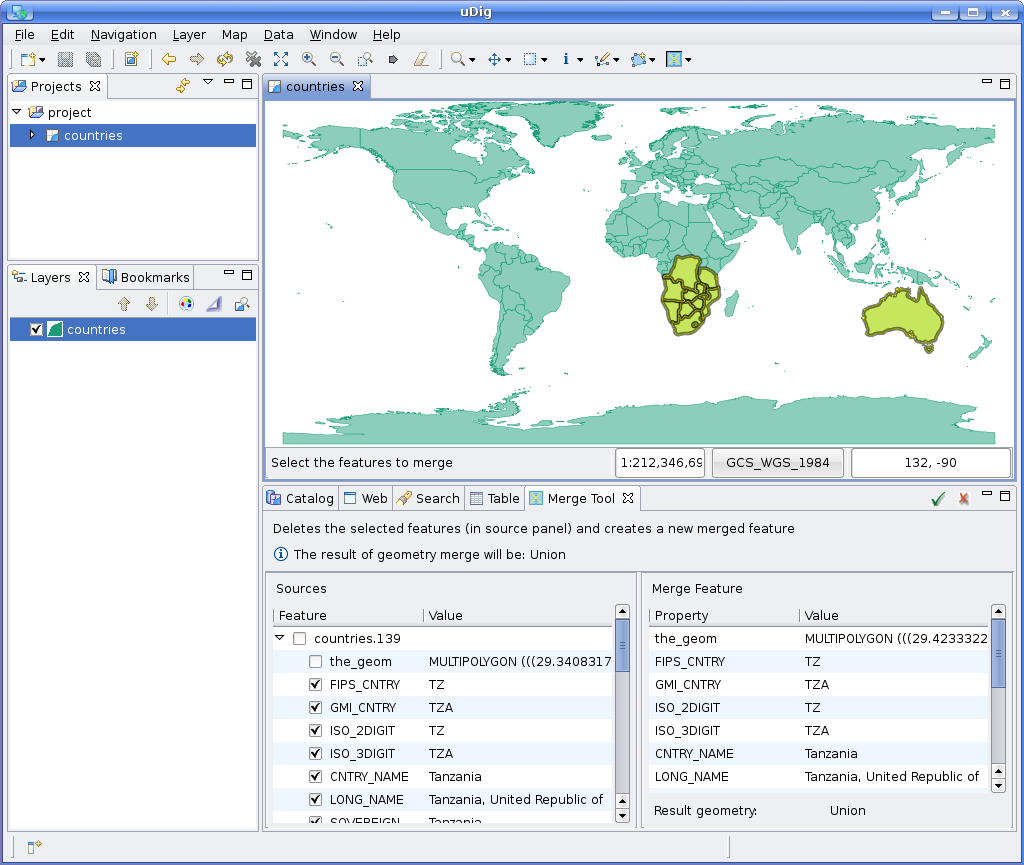 uDig
File Edit Navigation Layer Map Data Window Help
Projects
project
countries
Layers
Bookmarks
countries
countries
Select the features to merge
1:212,346,69
GCS_WGS_1984
132, -90
Catalog Web Search Table Merge Tool
Deletes the selected features (in source panel) and creates a new merged feature
The result of geometry merge will be: Union
Sources
Feature Value
countries.139
the_geom MULTIPOLYGON (((29.3408317
FIPS_CNTRY TZ
GMI_CNTRY TZA
ISO_2DIGIT TZ
ISO_3DIGIT TZA
CNTRY_NAME Tanzania
LONG_NAME Tanzania, United Republic of
SOVEREIGN Tanzania
Merge Feature
Property Value
the_geom MULTIPOLYGON (((29.4233322
FIPS_CNTRY TZ
GMI_CNTRY TZA
ISO_2DIGIT TZ
ISO_3DIGIT TZA
CNTRY_NAME Tanzania
LONG_NAME Tanzania, United Republic of
Result geometry: Union